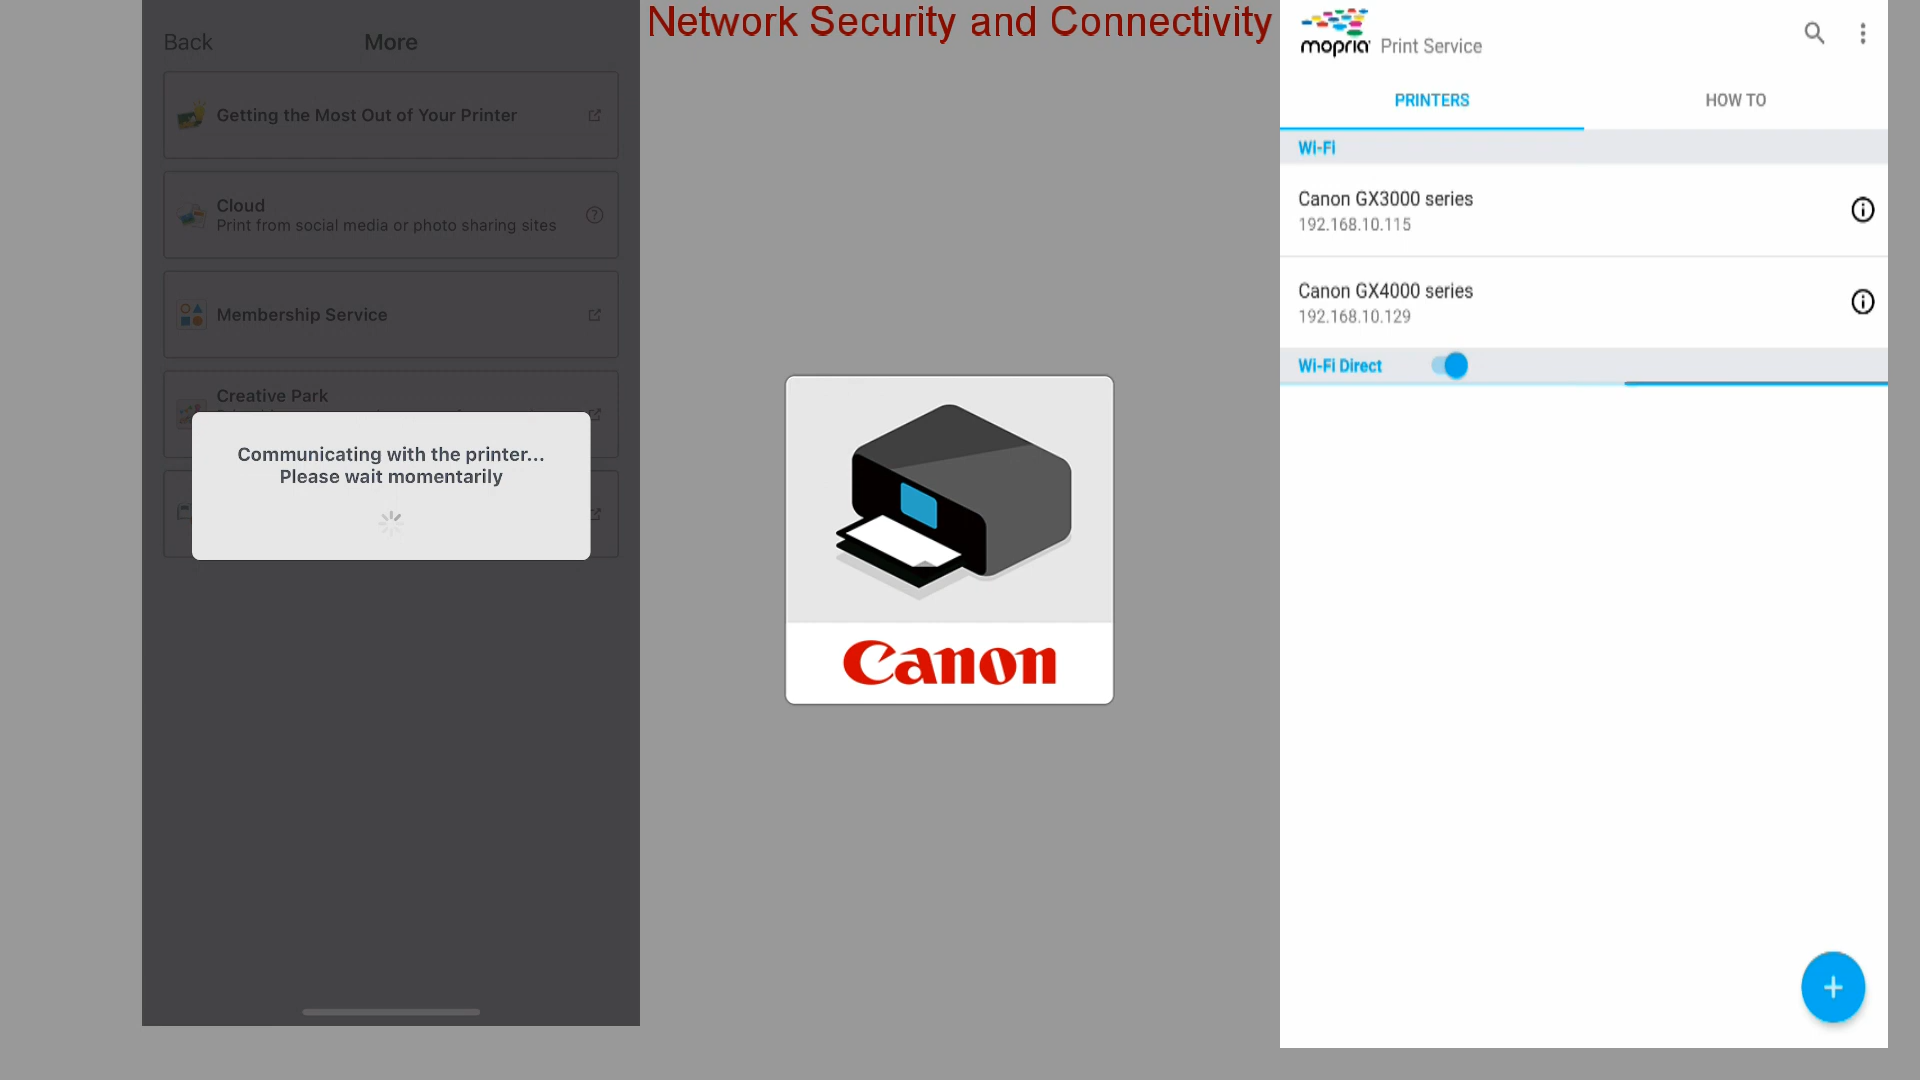 Network Security and Connectivity
Back
More
Getting the Most Out of Your Printer
Cloud
Print from social media or photo sharing sites
Membership Service
Creative Park
Communicating with the printer...
Please wait momentarily
Canon
mopria Print Service
PRINTERS
HOW TO
Wi-Fi
Canon GX3000 series
192.168.10.115
Canon GX4000 series
192.168.10.129
Wi-Fi Direct